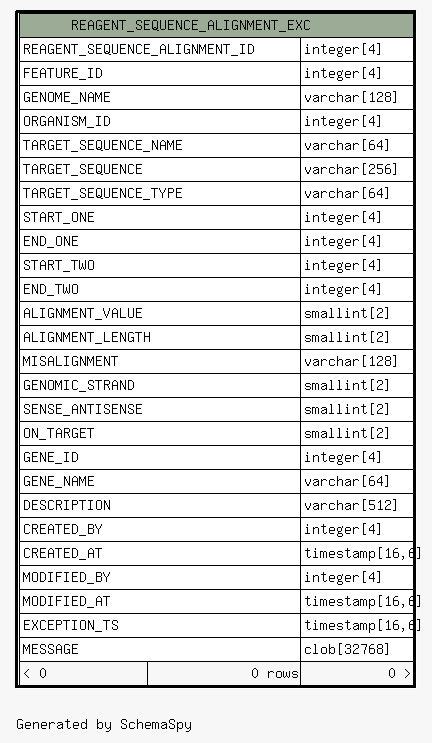 REAGENT_SEQUENCE_ALIGNMENT_EXC
REAGENT_SEQUENCE_ALIGNMENT_ID integer[4]
FEATURE_ID integer[4]
GENOME_NAME varchar[128]
ORGANISM_ID integer[4]
TARGET_SEQUENCE_NAME varchar[64]
TARGET_SEQUENCE varchar[256]
TARGET_SEQUENCE_TYPE varchar[64]
START_ONE integer[4]
END_ONE integer[4]
START_TWO integer[4]
END_TWO integer[4]
ALIGNMENT_VALUE smallint[2]
ALIGNMENT_LENGTH smallint[2]
MISALIGNMENT varchar[128]
GENOMIC_STRAND smallint[2]
SENSE_ANTISENSE smallint[2]
ON_TARGET smallint[2]
GENE_ID integer[4]
GENE_NAME varchar[64]
DESCRIPTION varchar[512]
CREATED_BY integer[4]
CREATED_AT timestamp[16,6]
MODIFIED_BY integer[4]
MODIFIED_AT timestamp[16,6]
EXCEPTION_TS timestamp[16,6]
MESSAGE clob[32768]
< 0 0 rows 0 >
Generated by SchemaSpy